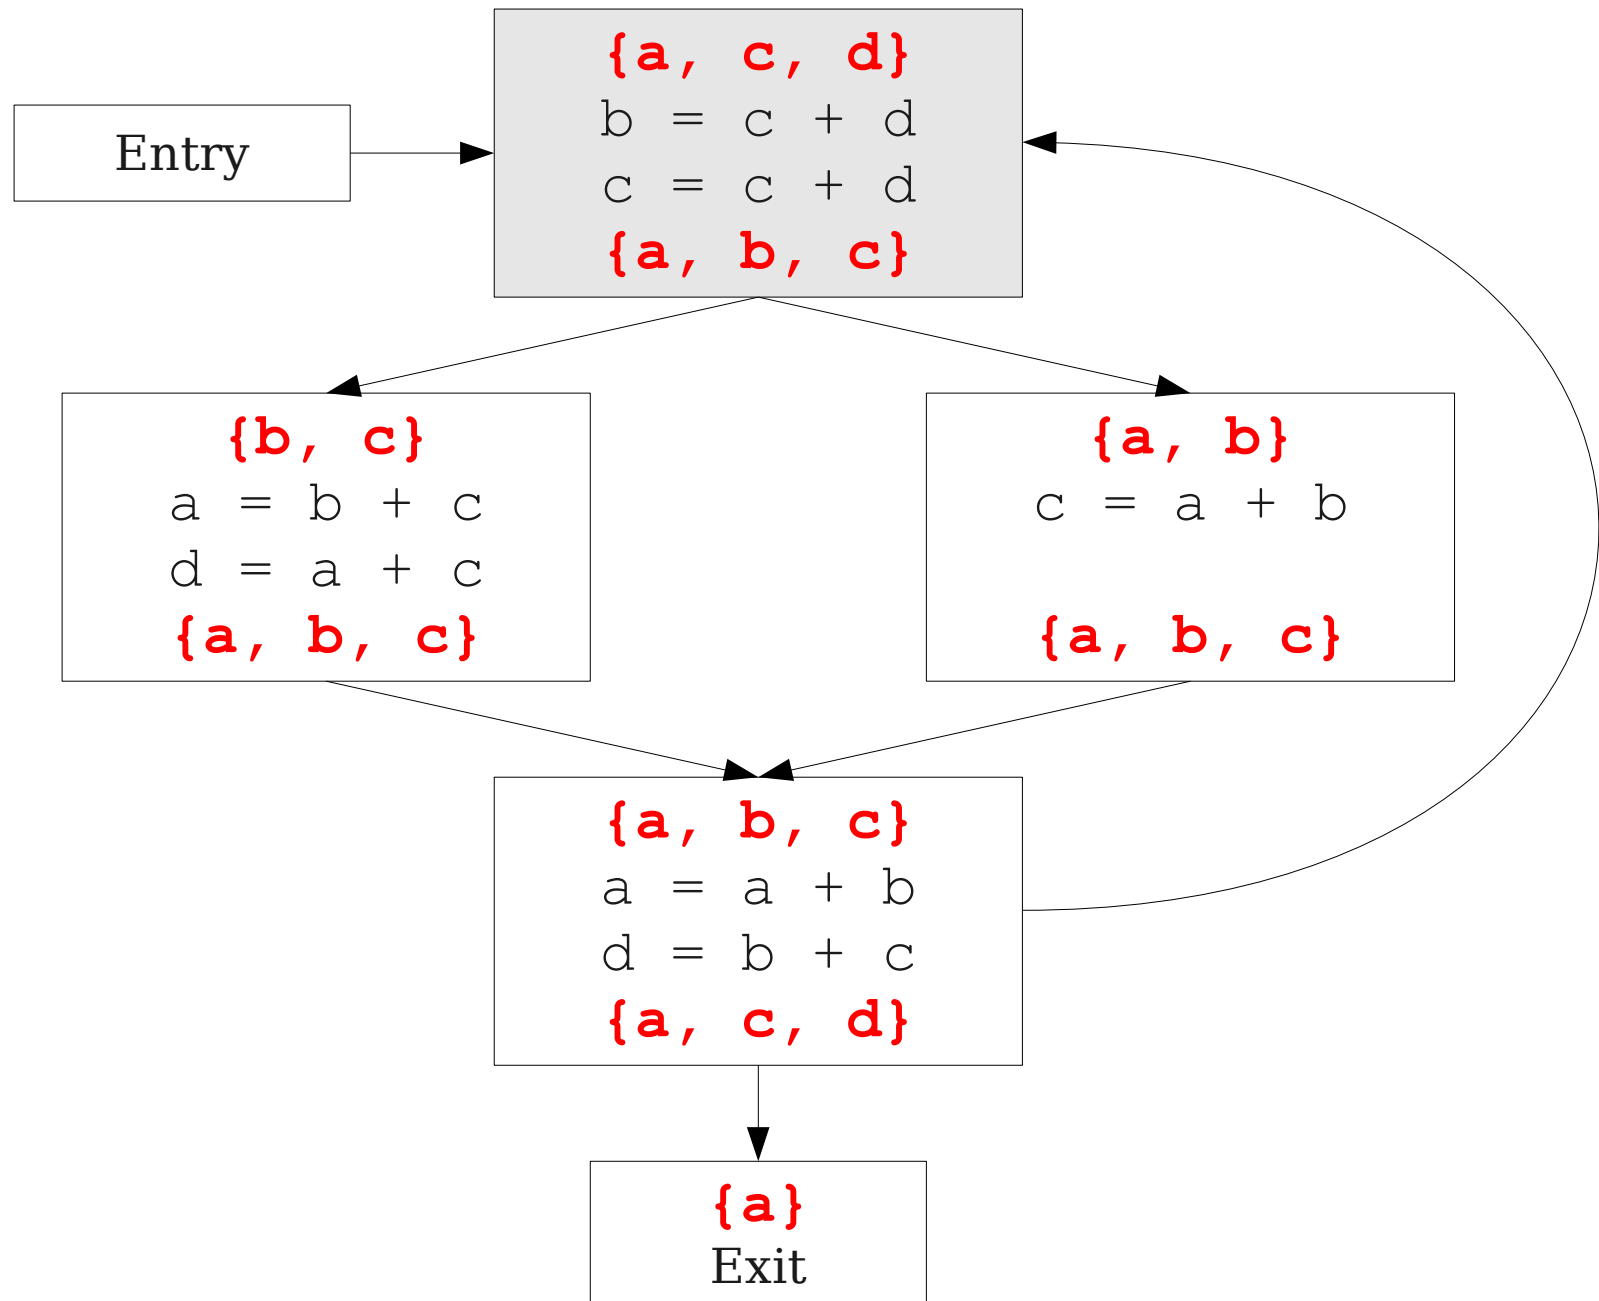 {a, c, d}
b = c + d
c = c + d
{a, b, c}
Entry
{b, c}
a = b + c
d = a + c
{a, b, c}
{a, b}
c = a + b
{a, b, c}
{a, b, c}
a = a + b
d = b + c
{a, c, d}
{a}
Exit